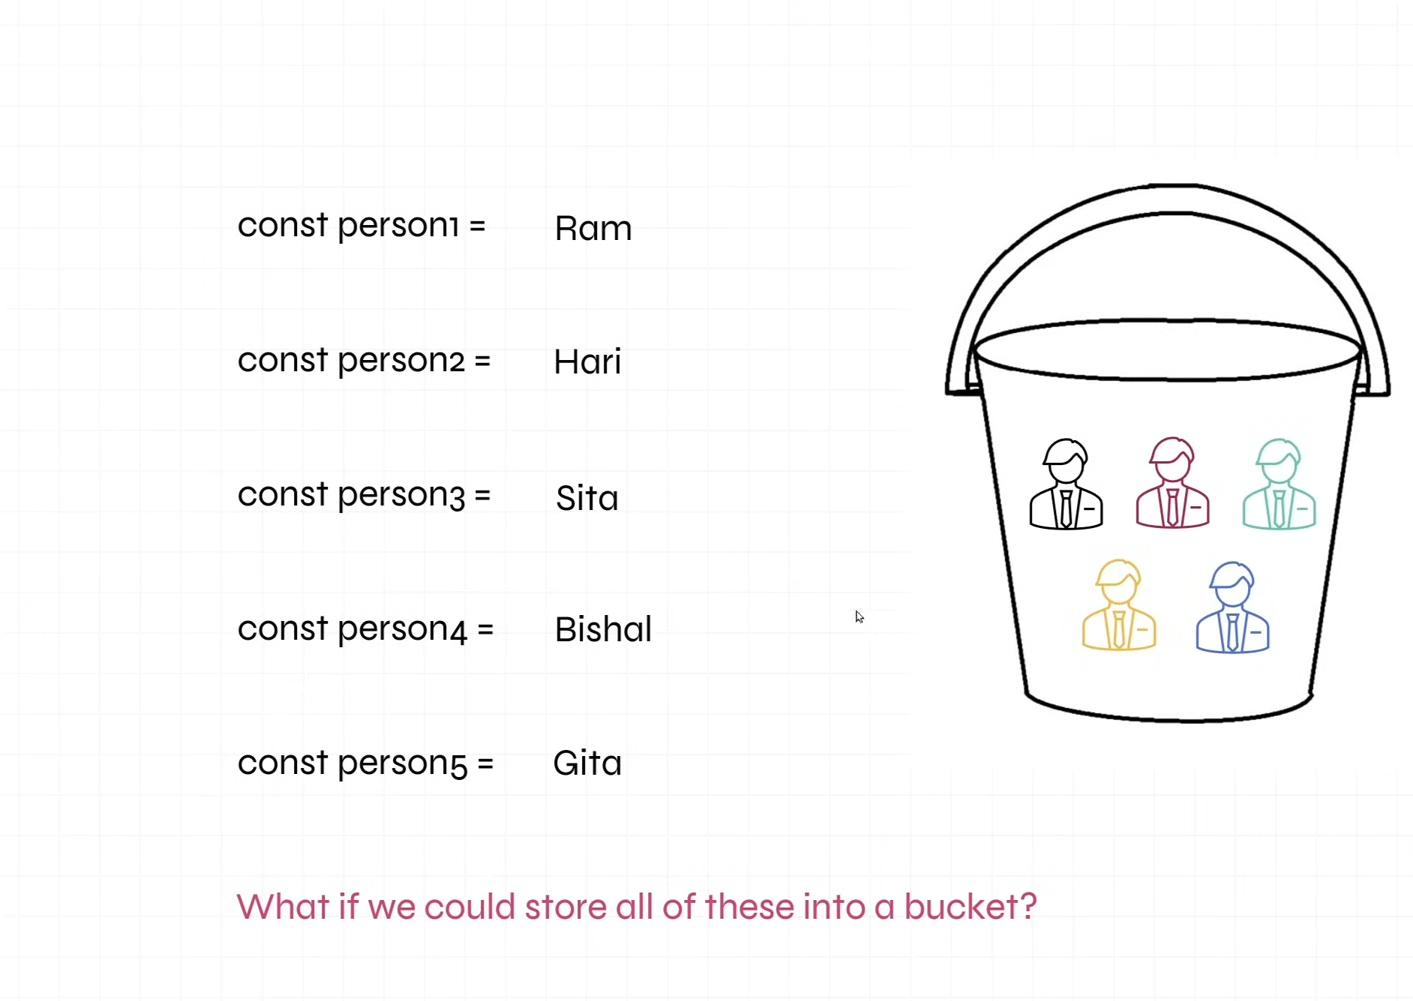 const person1 = Ram
const person2 = Hari
const person3 = Sita
const person4 = Bishal
const person5 = Gita
What if we could store all of these into a bucket?